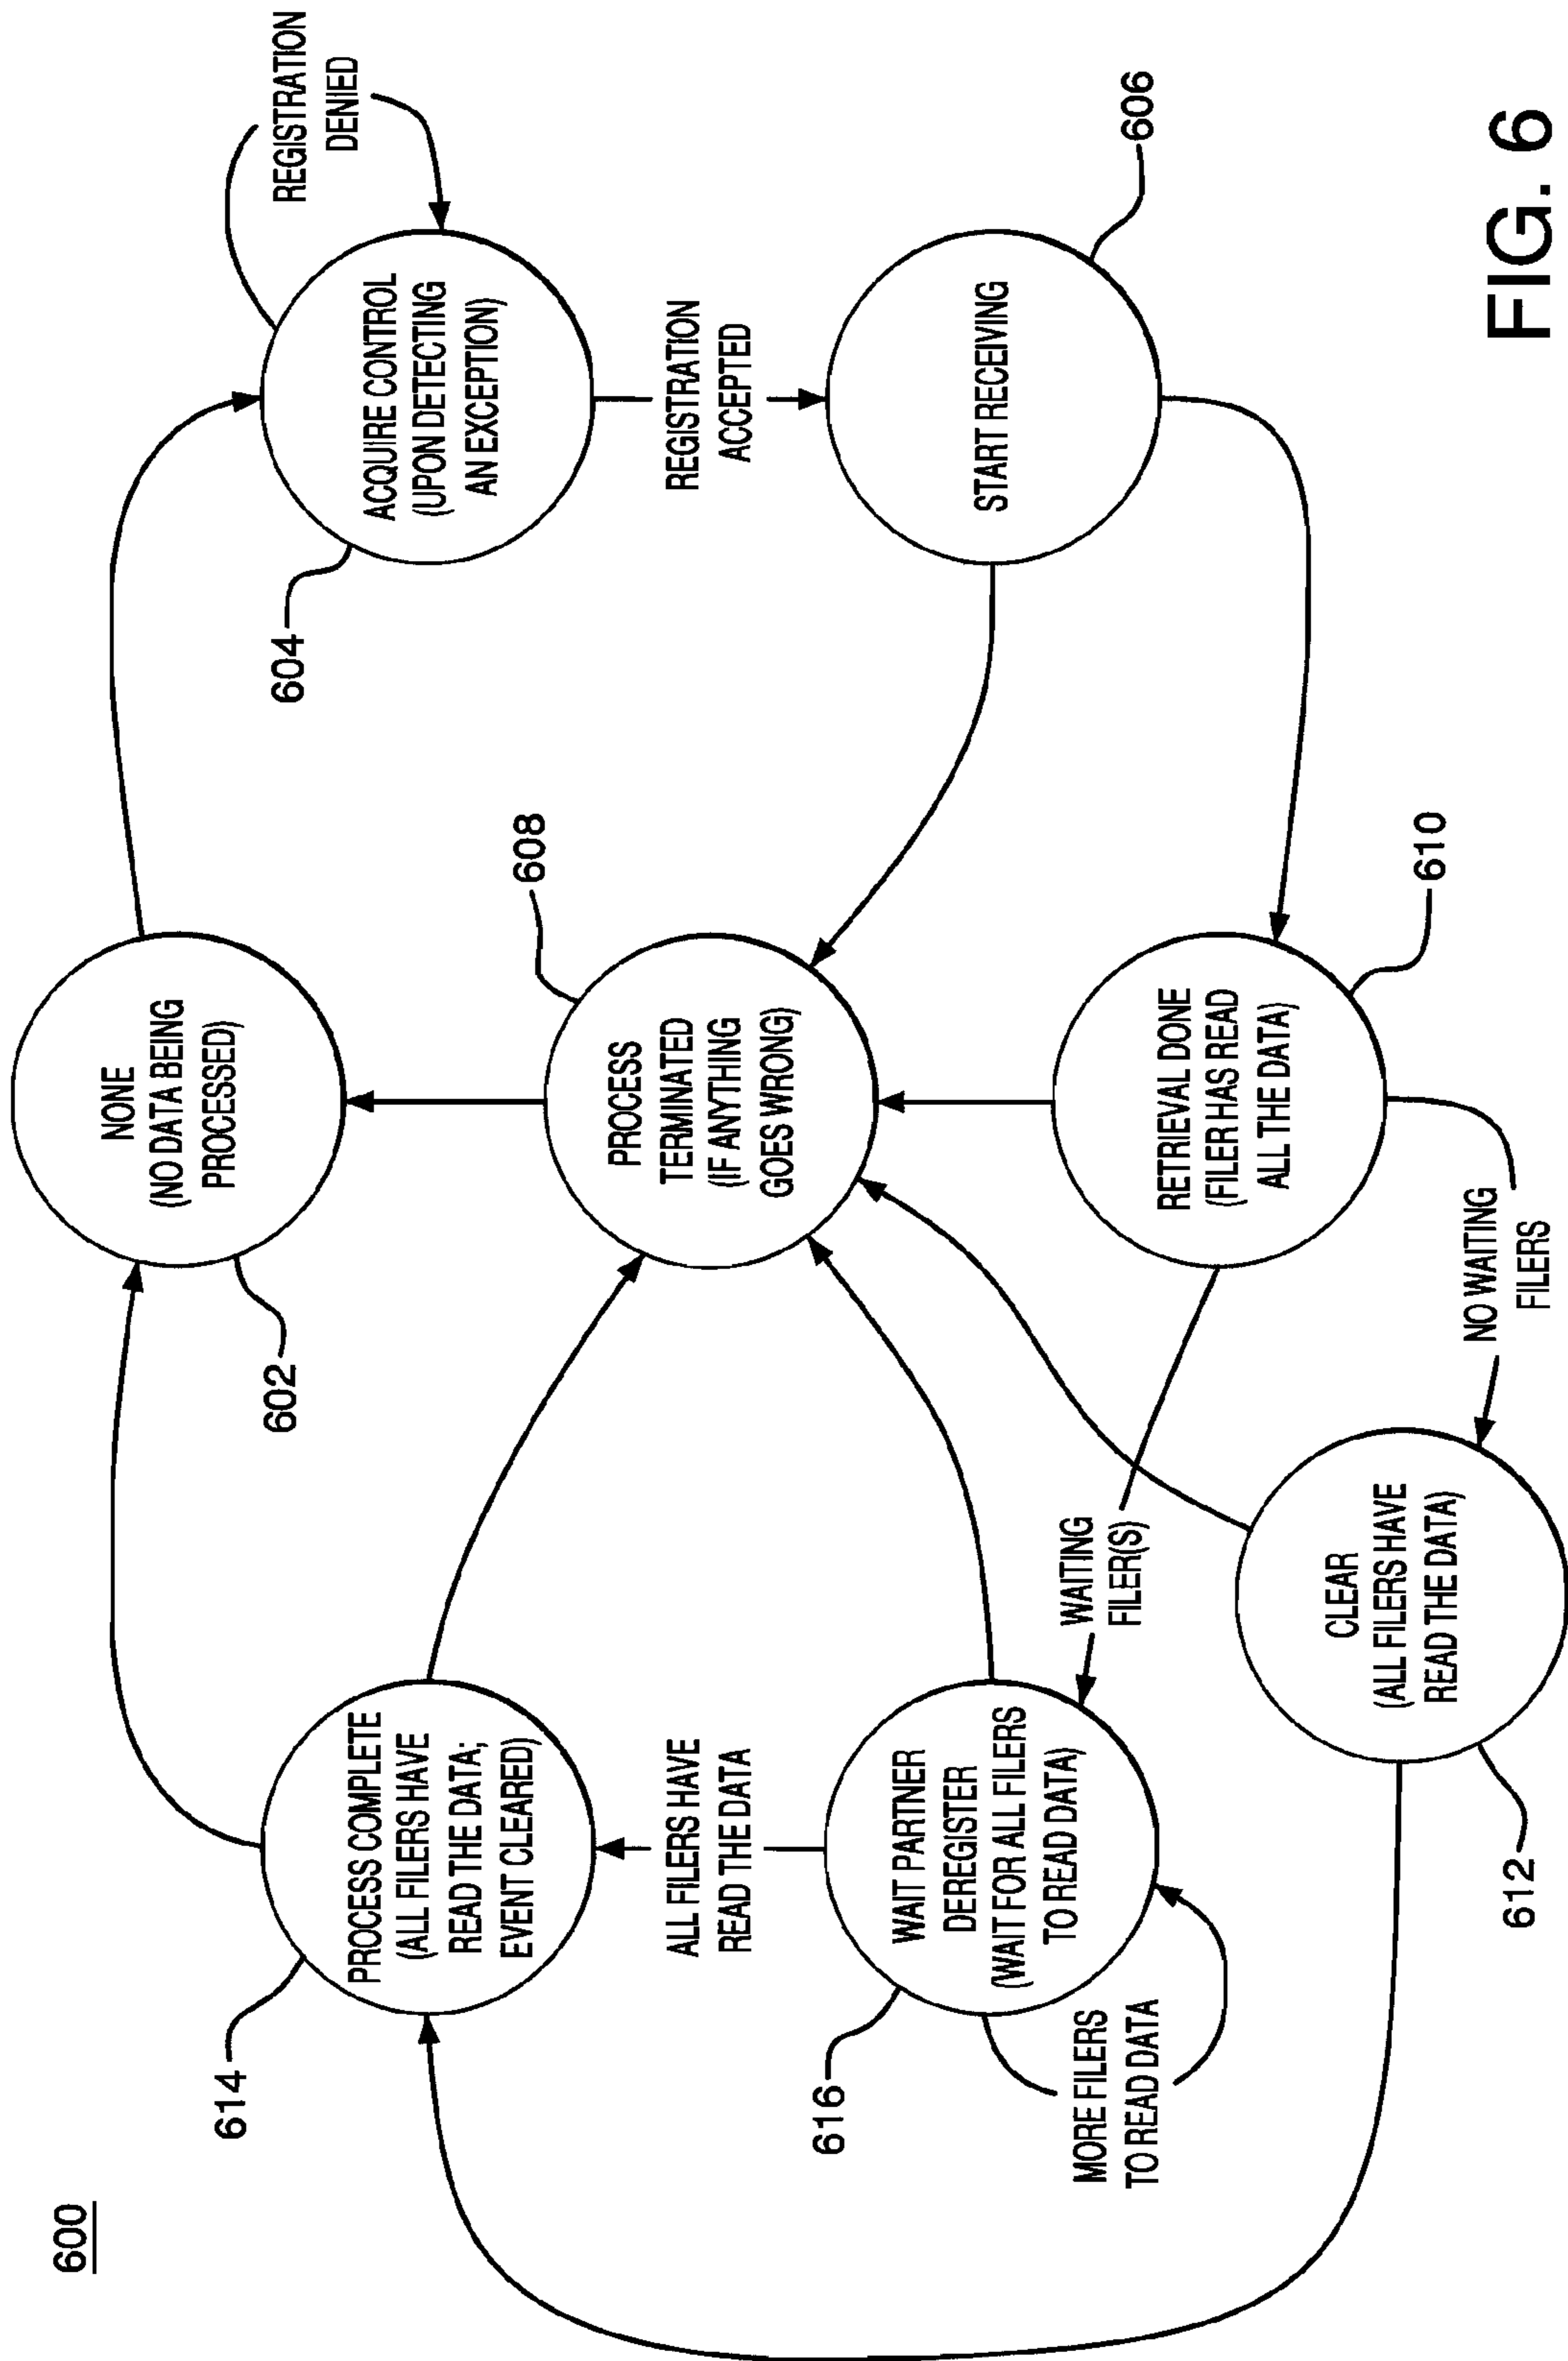 600
NONE
(NO DATA BEING
PROCESSED)
602
ACQUIRE CONTROL
(UPON DETECTING
AN EXCEPTION)
604
REGISTRATION
DENIED
REGISTRATION
ACCEPTED
START RECEIVING
606
PROCESS
TERMINATED
(IF ANYTHING
GOES WRONG)
608
RETRIEVAL DONE
(FILER HAS READ
ALL THE DATA)
610
NO WAITING
FILERS
WAITING
FILER(S)
CLEAR
(ALL FILERS HAVE
READ THE DATA)
612
PROCESS COMPLETE
(ALL FILERS HAVE
READ THE DATA;
EVENT CLEARED)
614
ALL FILERS HAVE
READ THE DATA
WAIT PARTNER
DEREGISTER
(WAIT FOR ALL FILERS
TO READ DATA)
616
MORE FILERS
TO READ DATA
FIG. 6